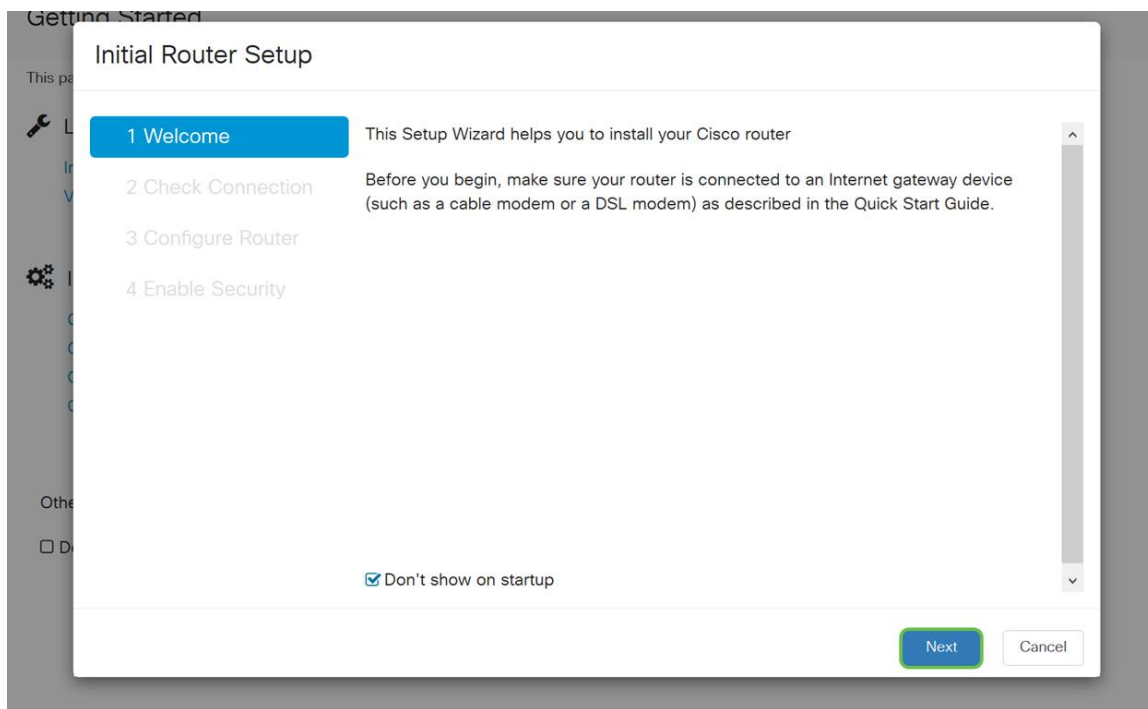 Getting Started
Initial Router Setup
This pa
1 Welcome
This Setup Wizard helps you to install your Cisco router
2 Check Connection
Before you begin, make sure your router is connected to an Internet gateway device
(such as a cable modem or a DSL modem) as described in the Quick Start Guide.
3 Configure Router
4 Enable Security
Othe
Don't show on startup
Next
Cancel